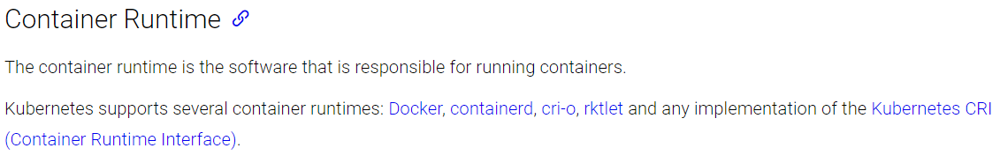 Container Runtime
The container runtime is the software that is responsible for running containers.
Kubernetes supports several container runtimes: Docker, containerd, cri-o, rktlet and any implementation of the Kubernetes CRI
(Container Runtime Interface).